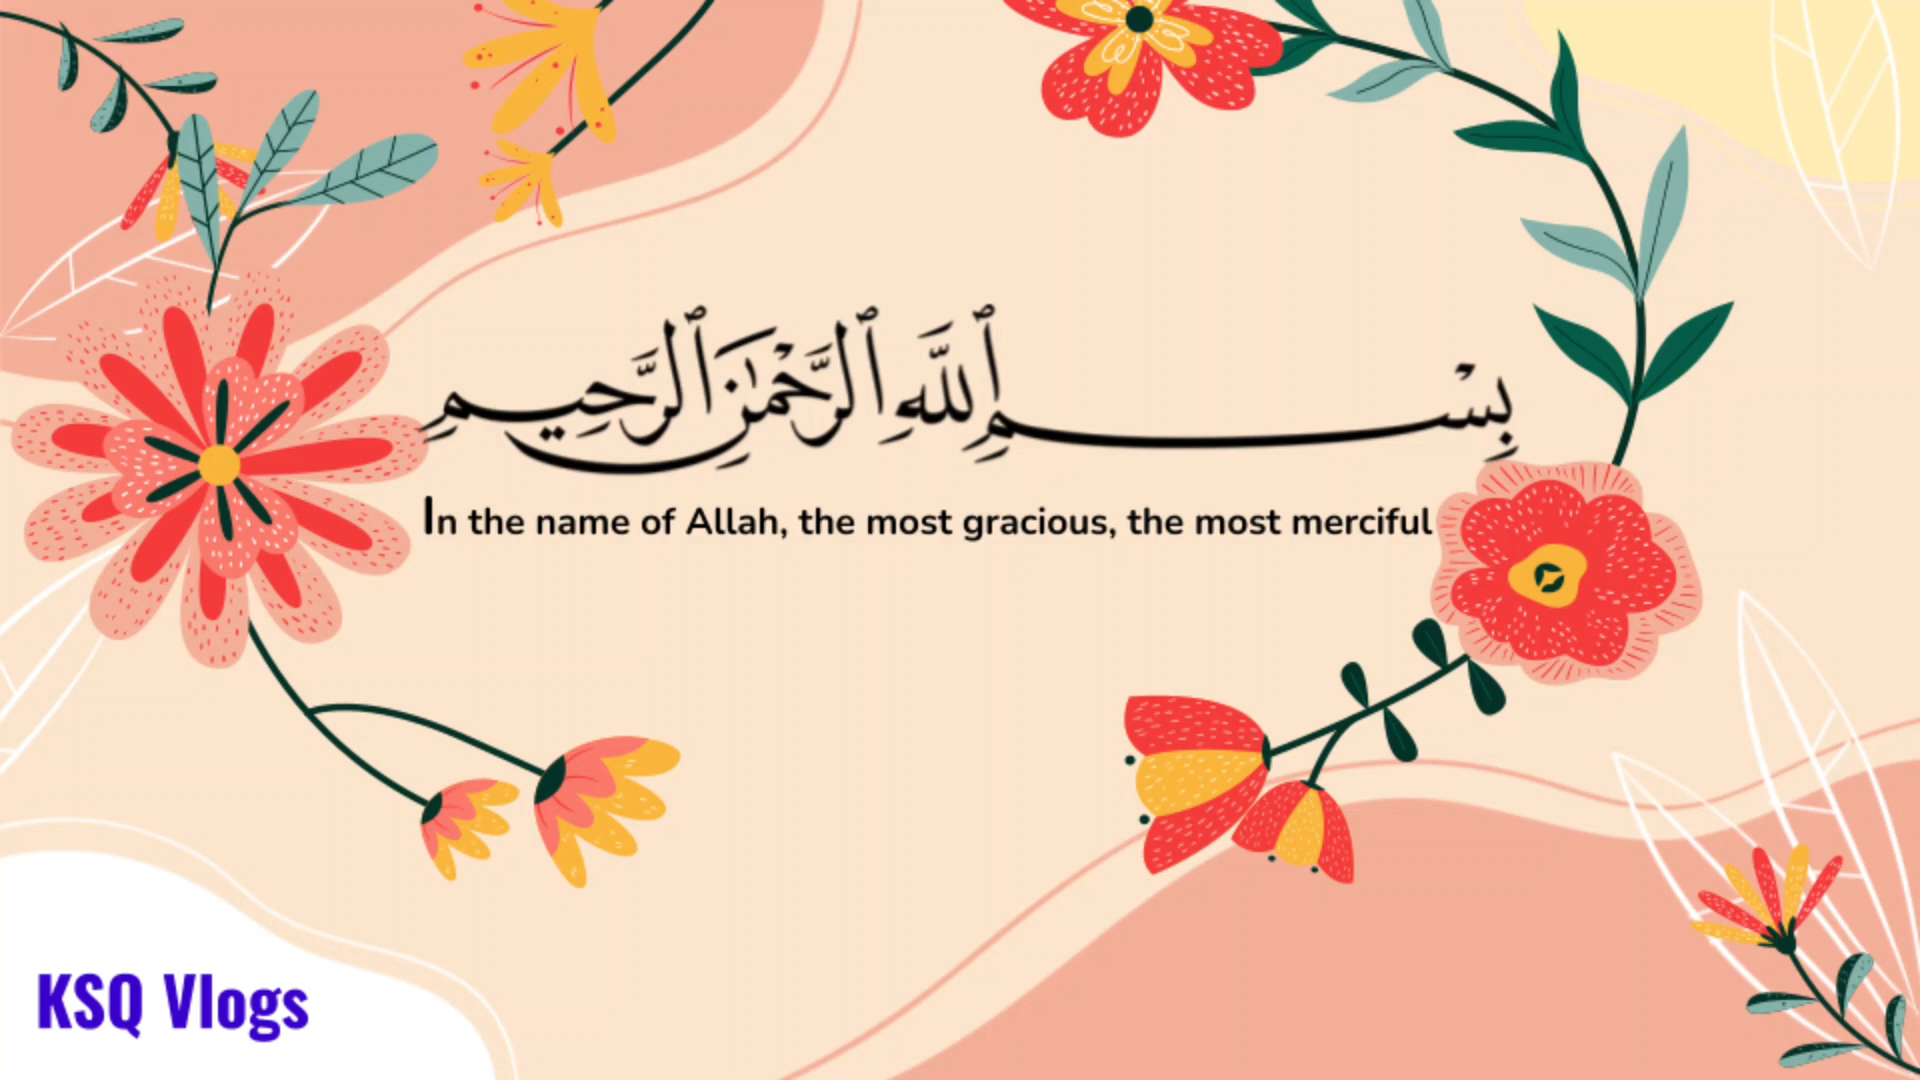 بِسْمِ ٱللَّهِ ٱلرَّحْمَٰنِ ٱلرَّحِيمِ
In the name of Allah, the most gracious, the most merciful
KSQ Vlogs